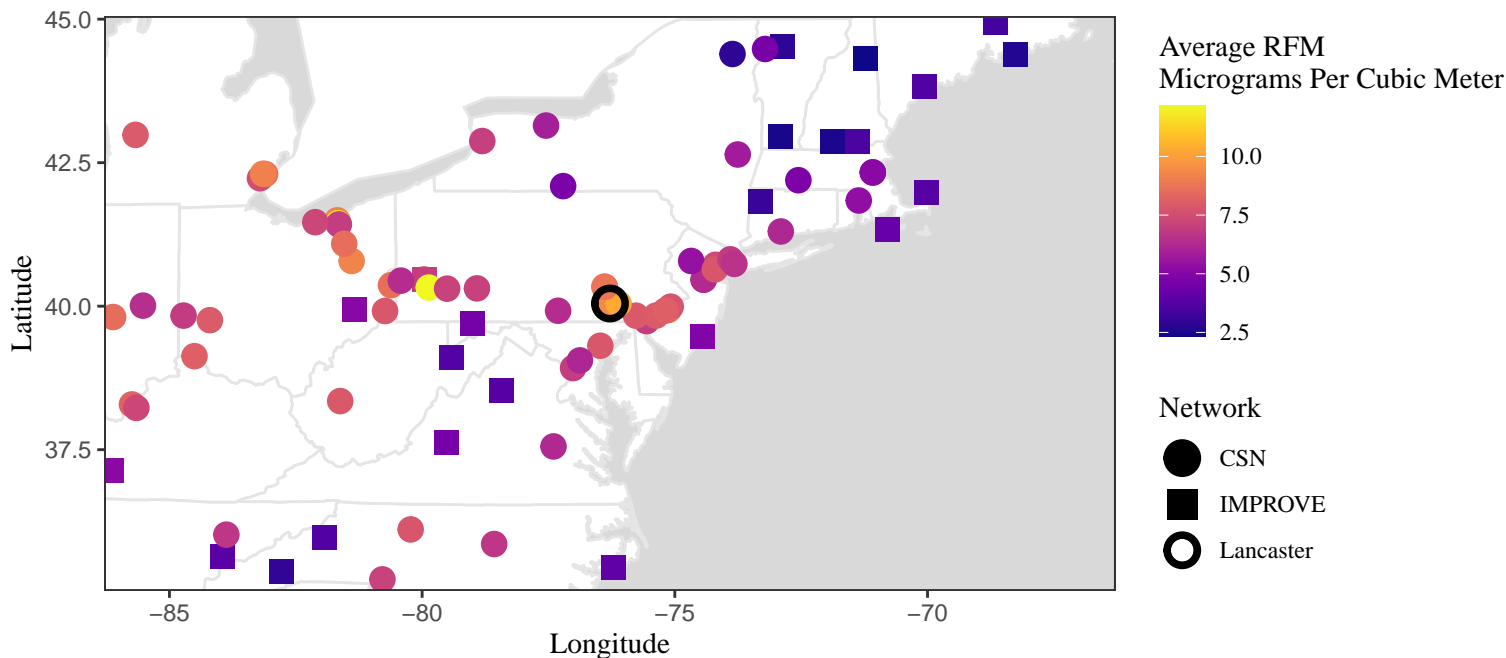 45.0
42.5
40.0
37.5
Latitude
−85
−80
−75
−70
Longitude
Average RFM
Micrograms Per Cubic Meter
10.0
7.5
5.0
2.5
Network
CSN
IMPROVE
Lancaster